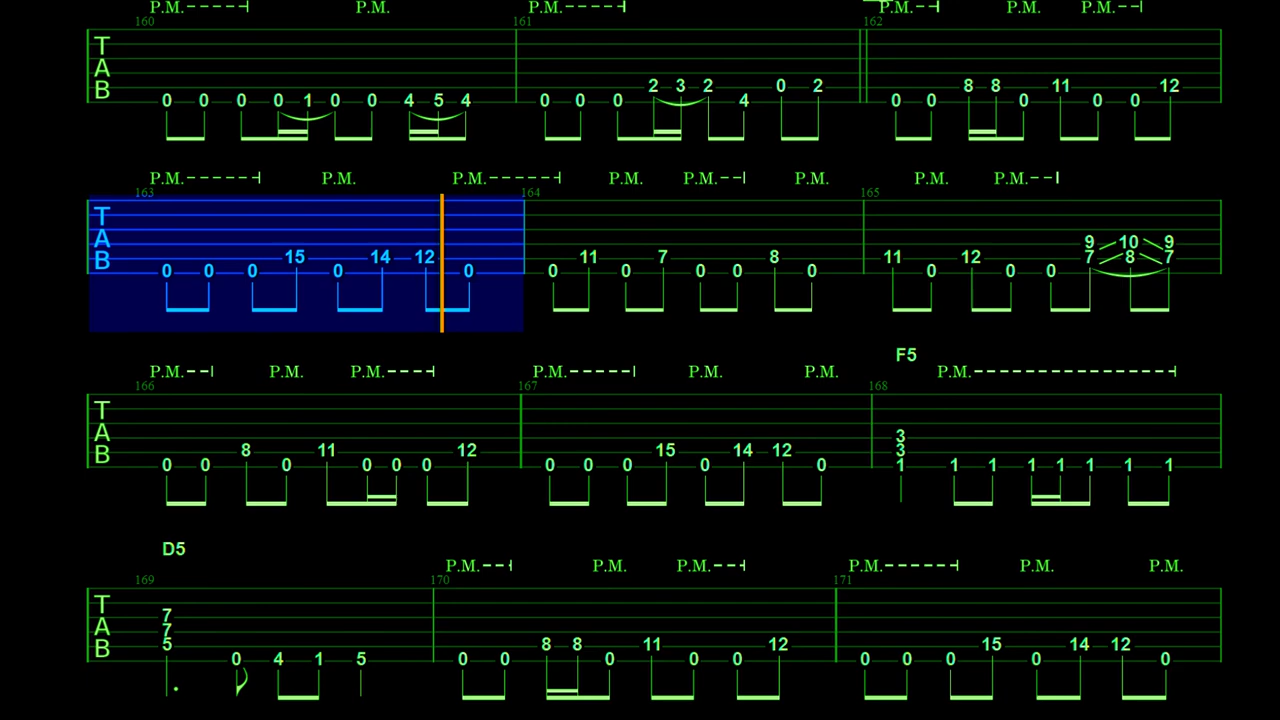 P.M. P.M. P.M. P.M. P.M. P.M.
160 161 162
T A B
2 3 2 0 2 8 8 11 12
0 0 0 0 1 0 0 4 5 4 0 0 0 4 0 0 0 0 0
P.M. P.M. P.M. P.M. P.M. P.M. P.M. P.M.
163 164 165
T A B
9 10 9
15 14 12 11 7 8 11 12 7 8 7
0 0 0 0 0 0 0 0 0 0 0 0 0
F5
P.M. P.M. P.M. P.M. P.M. P.M. P.M.
166 167 168
T A B
3
8 11 12 15 14 12 3
0 0 0 0 0 0 0 0 0 0 0 1 1 1 1 1 1 1 1
D5
P.M. P.M. P.M. P.M. P.M. P.M.
169 170 171
T A B
7
7
5 8 8 11 12 15 14 12
0 4 1 5 0 0 0 0 0 0 0 0 0 0